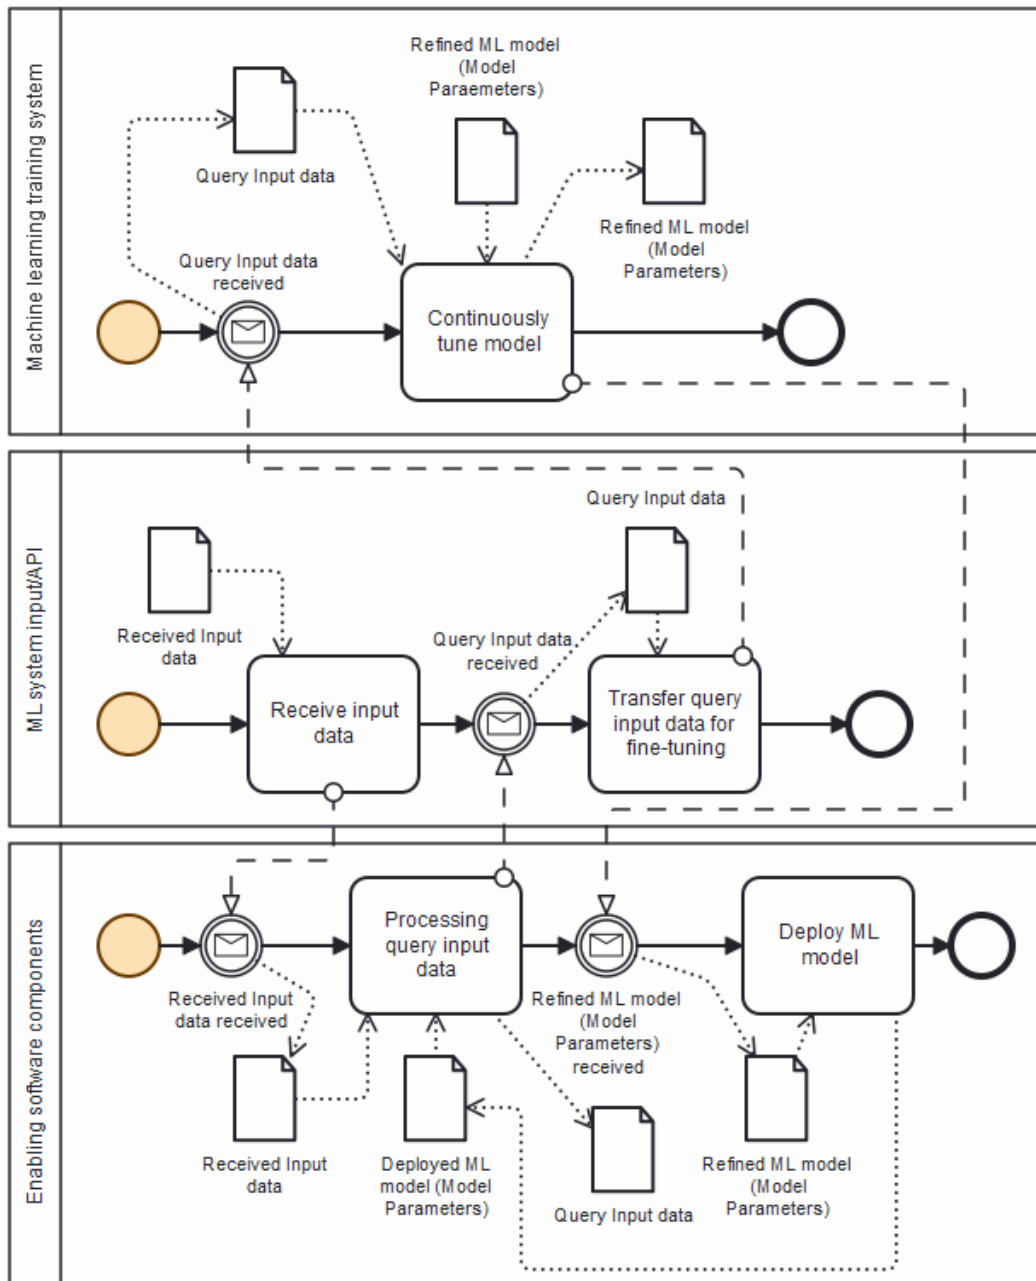 Machine learning training system
Refined ML model
(Model
Paraemeters)
Query Input data
Refined ML model
(Model
Parameters)
Query Input data
received
Continuously
tune model
ML system input/API
Query Input data
Received Input
data
Query Input data
received
Receive input
data
Transfer query
input data for
fine-tuning
Enabling software components
Processing
query input
data
Deploy ML
model
Received Input
data received
Refined ML model
(Model
Parameters)
received
Received Input
data
Deployed ML
model (Model
Parameters)
Query Input data
Refined ML model
(Model
Parameters)